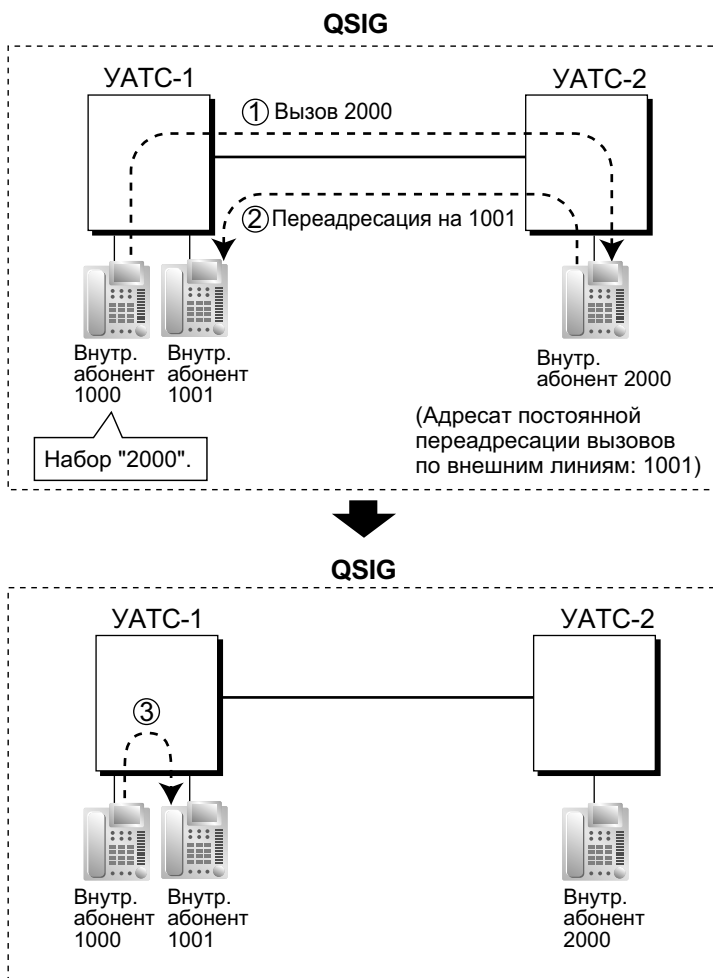 QSIG
УАТС-1
УАТС-2
① Вызов 2000
② Переадресация на 1001
Внутр.
абонент
1000
Внутр.
абонент
1001
Внутр.
абонент 2000
Набор "2000".
(Адресат постоянной
переадресации вызовов
по внешним линиям: 1001)
QSIG
УАТС-1
УАТС-2
③
Внутр.
абонент
1000
Внутр.
абонент
1001
Внутр.
абонент
2000